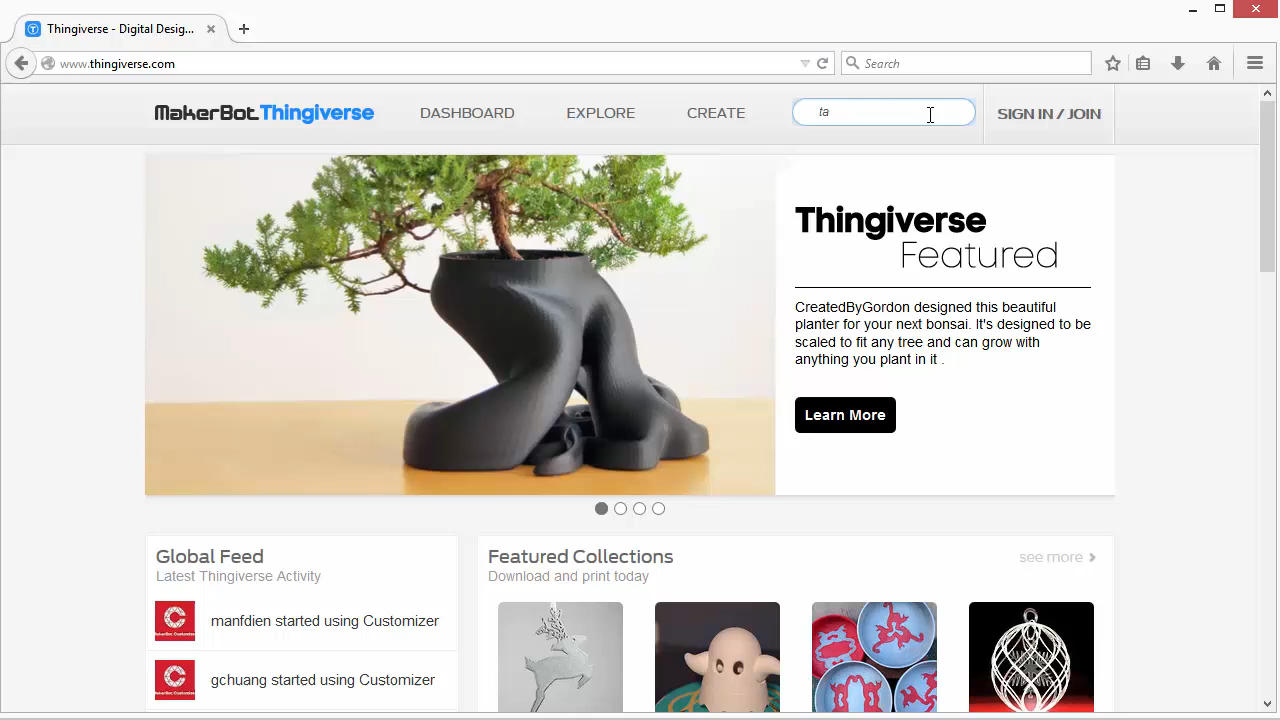 Thingiverse - Digital Desig...
www.thingiverse.com
Search
MakerBot Thingiverse
DASHBOARD
EXPLORE
CREATE
ta
SIGN IN / JOIN
Thingiverse
Featured
CreatedByGordon designed this beautiful
planter for your next bonsai. It's designed to be
scaled to fit any tree and can grow with
anything you plant in it .
Learn More
Global Feed
Latest Thingiverse Activity
manfdien started using Customizer
gchuang started using Customizer
Featured Collections
Download and print today
see more